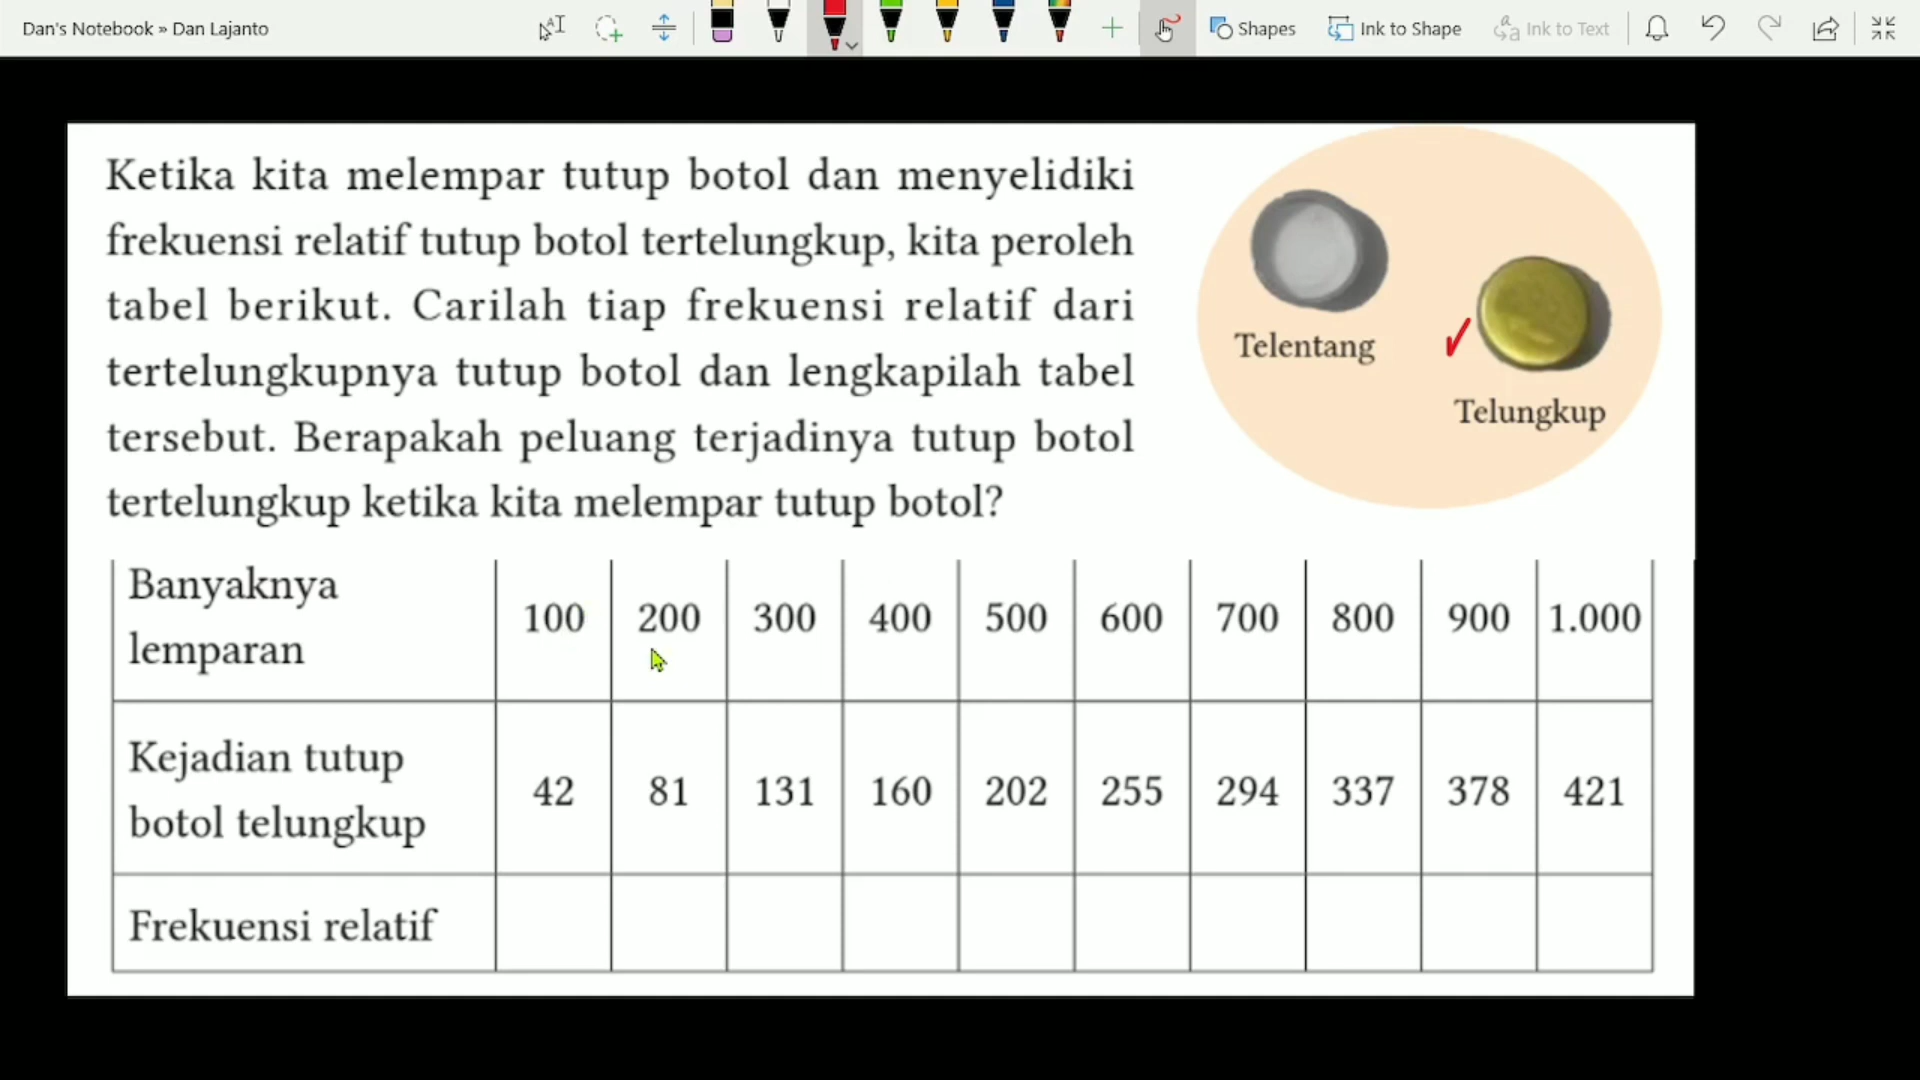 Dan's Notebook » Dan Lajanto
Shapes
Ink to Shape
Ink to Text
Ketika kita melempar tutup botol dan menyelidiki
frekuensi relatif tutup botol tertelungkup, kita peroleh
tabel berikut. Carilah tiap frekuensi relatif dari
tertelungkupnya tutup botol dan lengkapilah tabel
tersebut. Berapakah peluang terjadinya tutup botol
tertelungkup ketika kita melempar tutup botol?
Telentang
Telungkup
Banyaknya
lemparan
100 200 300 400 500 600 700 800 900 1.000
Kejadian tutup
botol telungkup
42 81 131 160 202 255 294 337 378 421
Frekuensi relatif